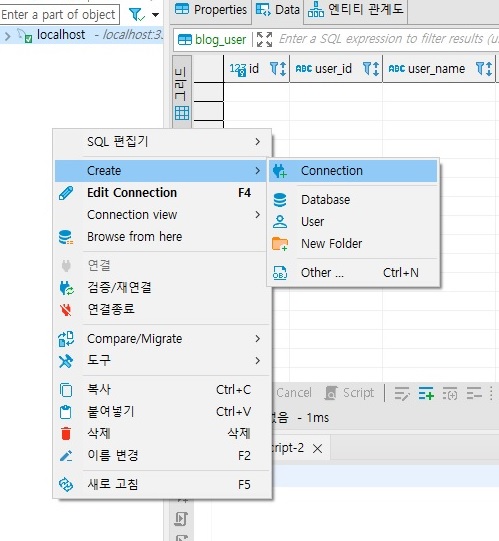 Enter a part of object
Properties
Data
엔티티 관계도
localhost - localhost:3.
blog_user
Enter a SQL expression to filter results (u
그리드
123 id
ABC user_id
ABC user_name
SQL 편집기
Create
Connection
Edit Connection F4
Connection view
Database
Browse from here
User
New Folder
연결
Other ... Ctrl+N
검증/재연결
연결종료
Compare/Migrate
도구
복사 Ctrl+C
Cancel
Script
붙여넣기 Ctrl+V
음 - 1ms
삭제 삭제
cript-2
이름 변경 F2
새로 고침 F5